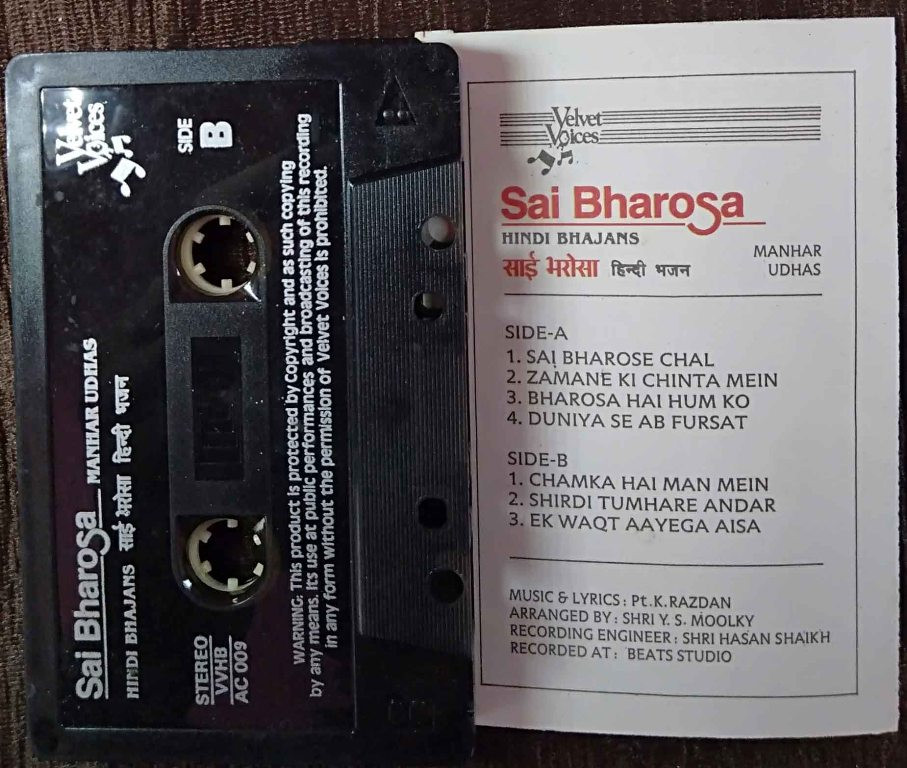 Velvet
Voices
SIDE
B
Sai Bharosa MANHAR UDHAS
HINDI BHAJANS साई भरोसा हिन्दी भजन
STEREO
VVHB
AC 009
WARNING: This product is protected by Copyright and as such copying
by any means. Its use at public performances and broadcasting of this recording
in any form without the permission of Velvet Voices is prohibited.
Velvet
Voices
Sai Bharosa
HINDI BHAJANS
साई भरोसा हिन्दी भजन
MANHAR
UDHAS
SIDE-A
1. SAI BHAROSE CHAL
2. ZAMANE KI CHINTA MEIN
3. BHAROSA HAI HUM KO
4. DUNIYA SE AB FURSAT
SIDE-B
1. CHAMKA HAI MAN MEIN
2. SHIRDI TUMHARE ANDAR
3. EK WAQT AAYEGA AISA
MUSIC & LYRICS : Pt. K. RAZDAN
ARRANGED BY : SHRI Y. S. MOOLKY
RECORDING ENGINEER : SHRI HASAN SHAIKH
RECORDED AT : BEATS STUDIO